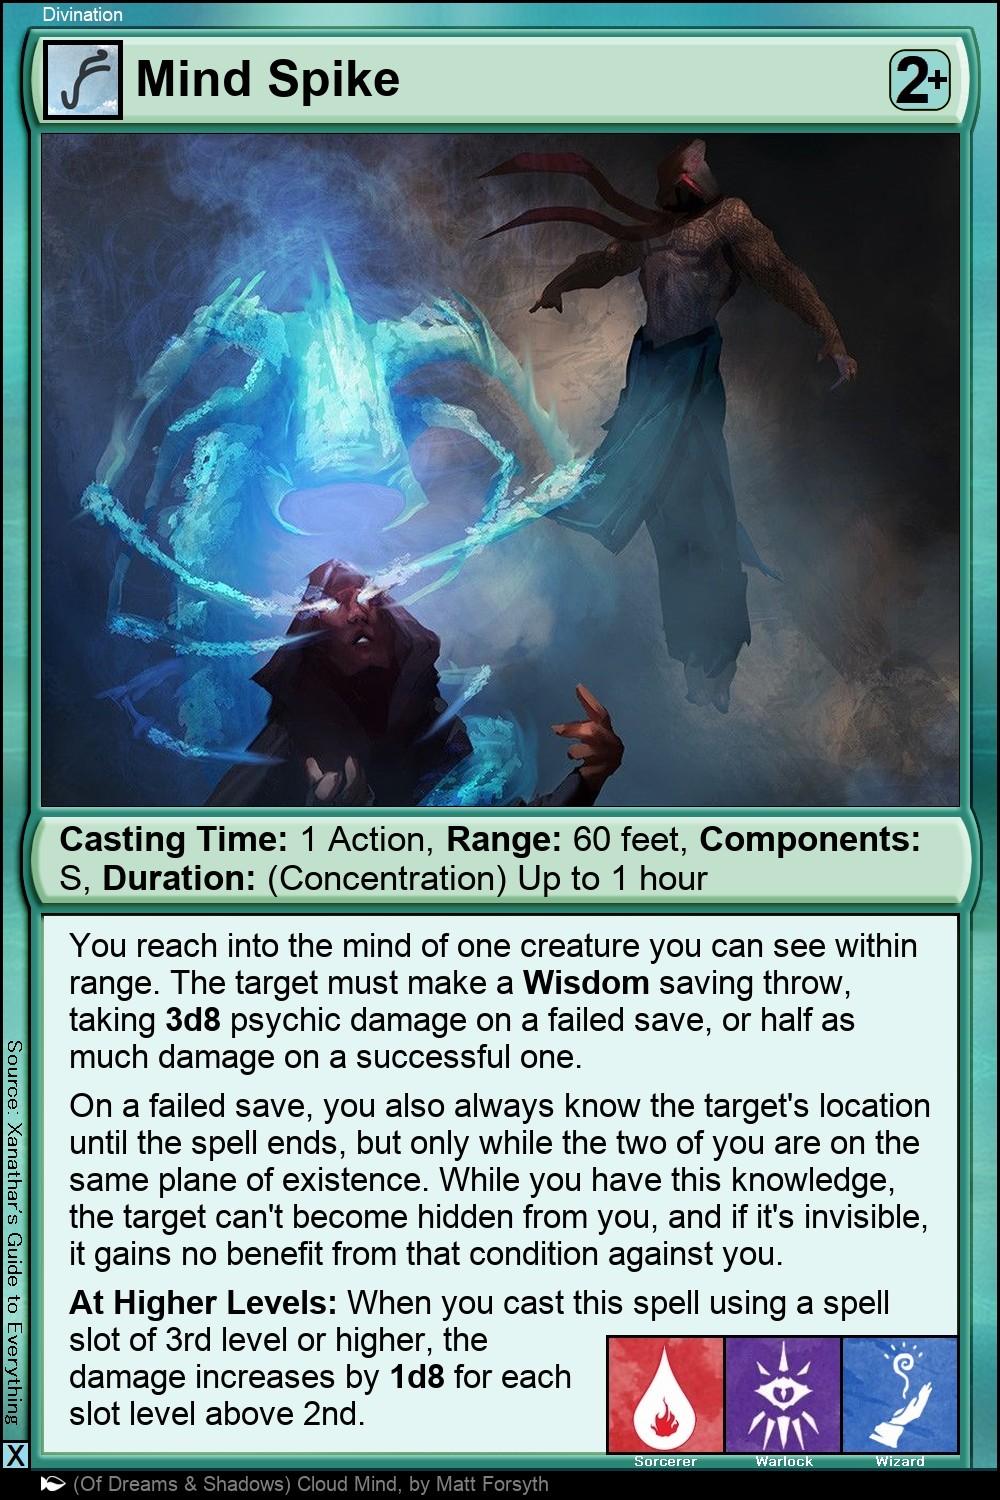 Divination
Mind Spike
2+
Casting Time: 1 Action, Range: 60 feet, Components:
S, Duration: (Concentration) Up to 1 hour
You reach into the mind of one creature you can see within
range. The target must make a Wisdom saving throw,
taking 3d8 psychic damage on a failed save, or half as
much damage on a successful one.
On a failed save, you also always know the target's location
until the spell ends, but only while the two of you are on the
same plane of existence. While you have this knowledge,
the target can't become hidden from you, and if it's invisible,
it gains no benefit from that condition against you.
At Higher Levels: When you cast this spell using a spell
slot of 3rd level or higher, the
damage increases by 1d8 for each
slot level above 2nd.
Sorcerer
Warlock
Wizard
Source: Xanathar's Guide to Everything
X
(Of Dreams & Shadows) Cloud Mind, by Matt Forsyth